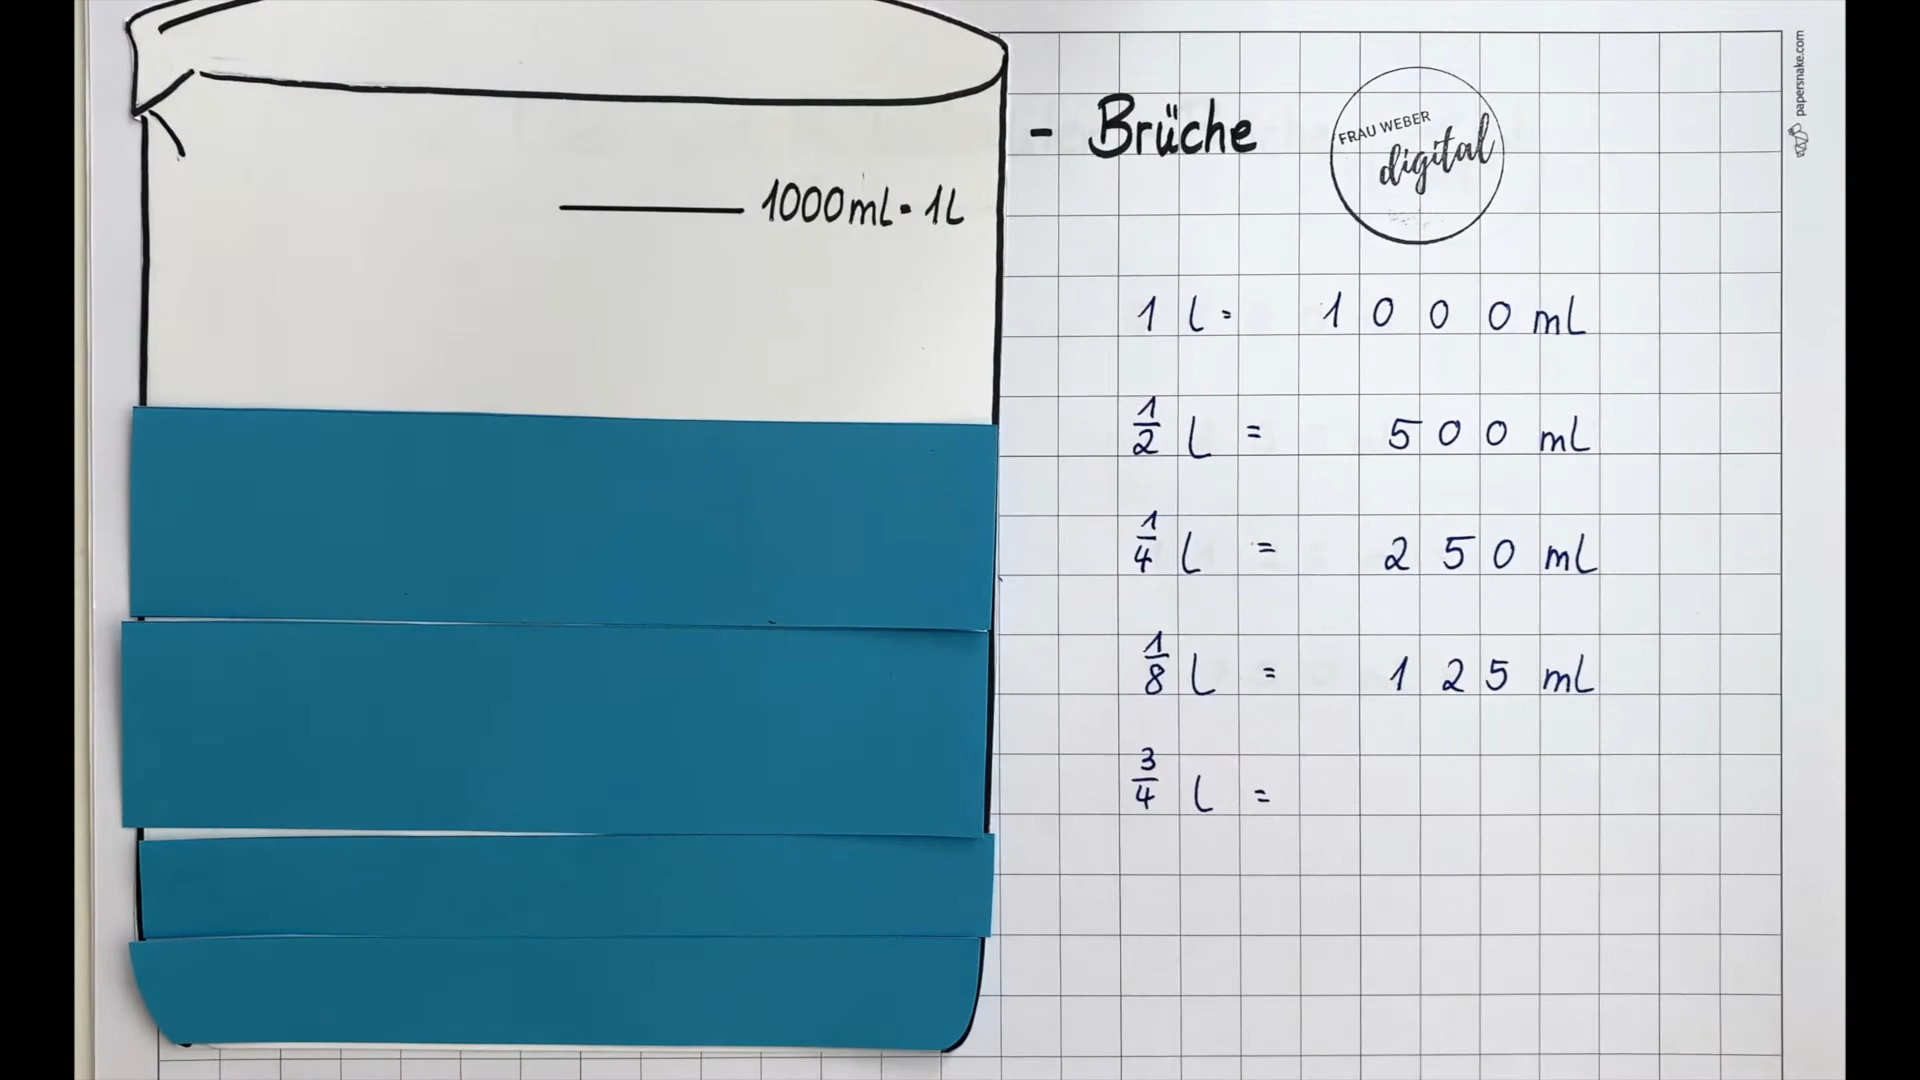 - Brüche
FRAU WEBER
digital
papersnake.com
1000ml = 1l
1 l = 1000 ml
1/2 l = 500 ml
1/4 l = 250 ml
1/8 l = 125 ml
3/4 l =